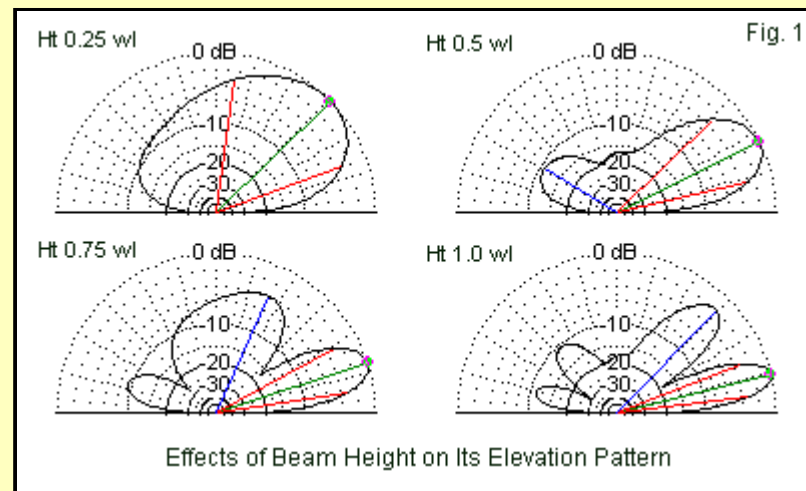 Fig. 1
Ht 0.25 wl
0 dB
-10
20
30
Ht 0.5 wl
0 dB
-10
20
30
Ht 0.75 wl
0 dB
-10
20
30
Ht 1.0 wl
0 dB
-10
20
30
Effects of Beam Height on Its Elevation Pattern